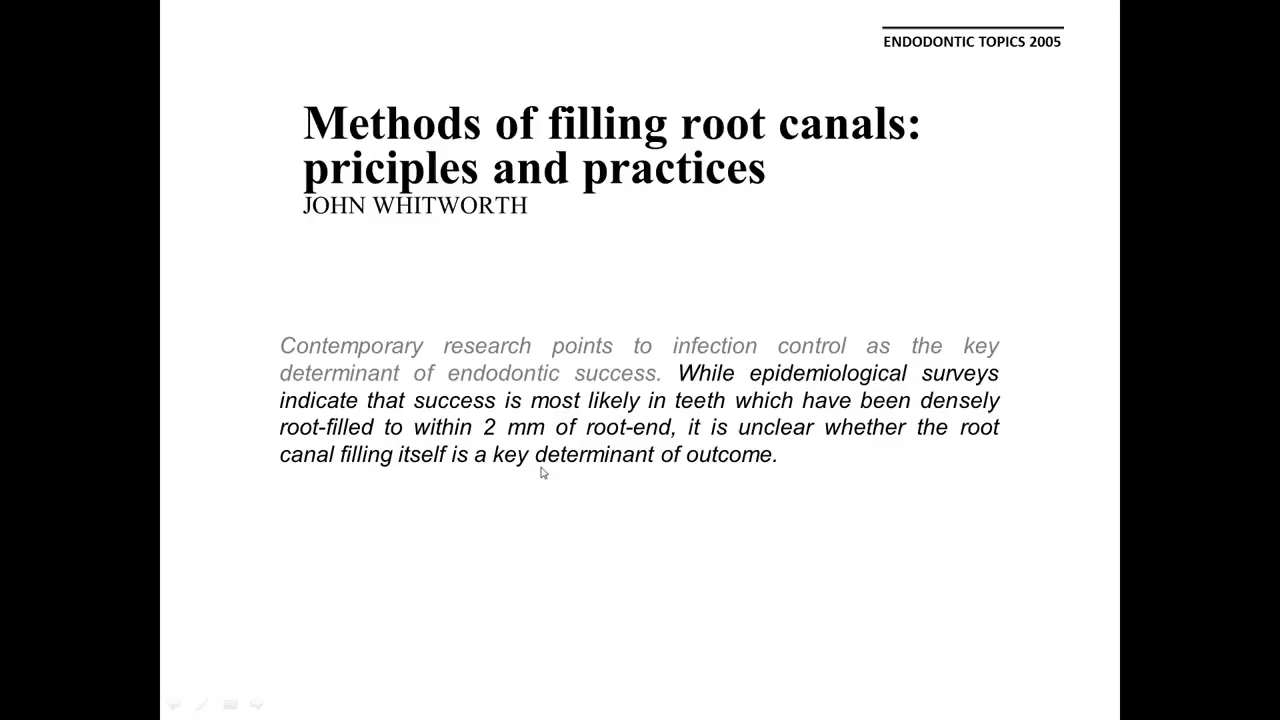 ENDODONTIC TOPICS 2005
Methods of filling root canals:
priciples and practices
JOHN WHITWORTH
Contemporary research points to infection control as the key
determinant of endodontic success. While epidemiological surveys
indicate that success is most likely in teeth which have been densely
root-filled to within 2 mm of root-end, it is unclear whether the root
canal filling itself is a key determinant of outcome.